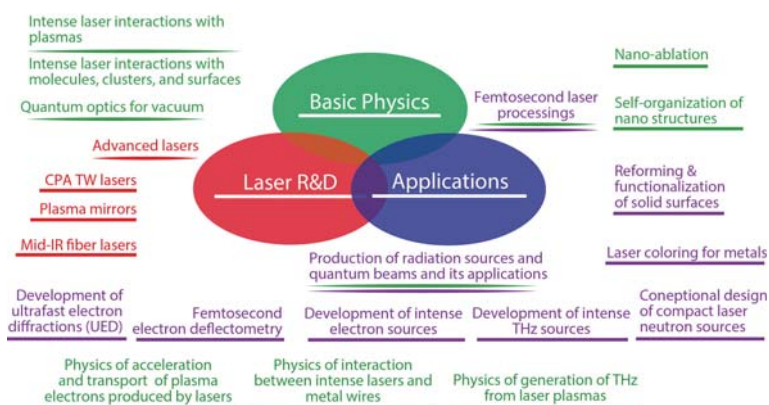 Intense laser interactions with
plasmas
Intense laser interactions with
molecules, clusters, and surfaces
Quantum optics for vacuum
Advanced lasers
CPA TW lasers
Plasma mirrors
Mid-IR fiber lasers
Basic Physics
Laser R&D
Applications
Femtosecond laser
processings
Nano-ablation
Self-organization of
nano structures
Reforming &
functionalization
of solid surfaces
Laser coloring for metals
Production of radiation sources and
quantum beams and its applications
Development of
ultrafast electron
diffractions (UED)
Femtosecond
electron deflectometry
Development of intense
electron sources
Development of intense
THz sources
Coneptional design
of compact laser
neutron sources
Physics of acceleration
and transport of plasma
electrons produced by lasers
Physics of interaction
between intense lasers and
metal wires
Physics of generation of THz
from laser plasmas